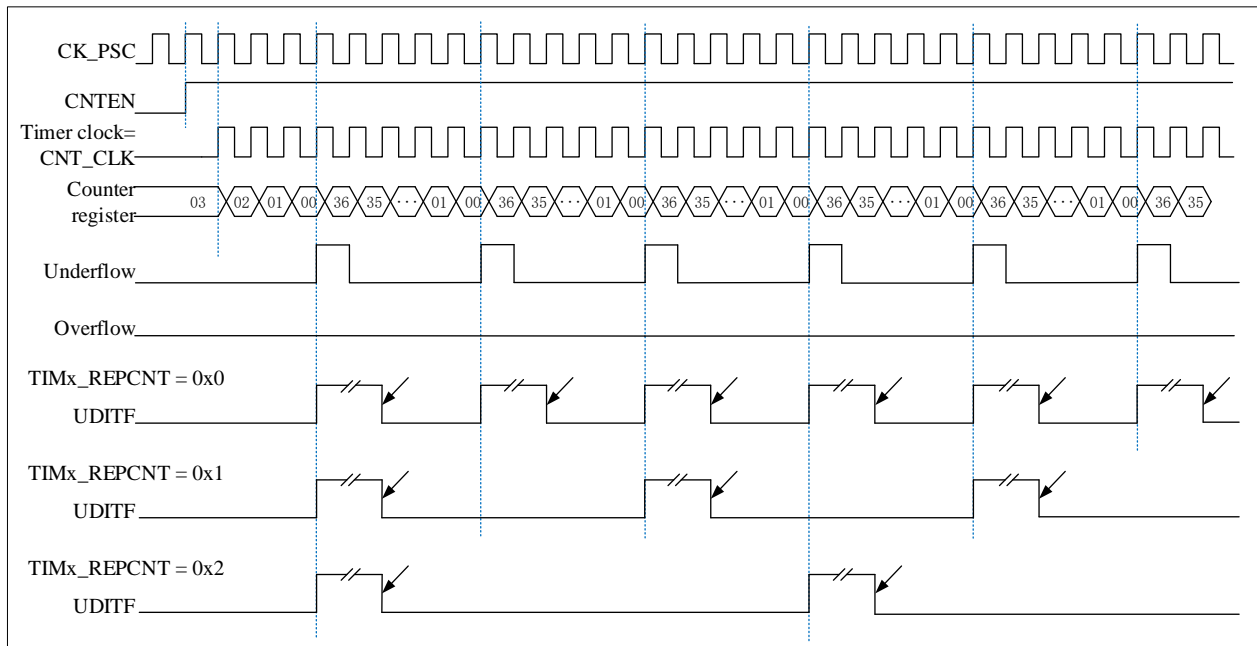 CK_PSC
CNTEN
Timer clock=
CNT_CLK
Counter
register
03 02 01 00 36 35 ··· 01 00 36 35 ··· 01 00 36 35 ··· 01 00 36 35 ··· 01 00 36 35 ··· 01 00 36 35
Underflow
Overflow
TIMx_REPCNT = 0x0
UDITF
TIMx_REPCNT = 0x1
UDITF
TIMx_REPCNT = 0x2
UDITF